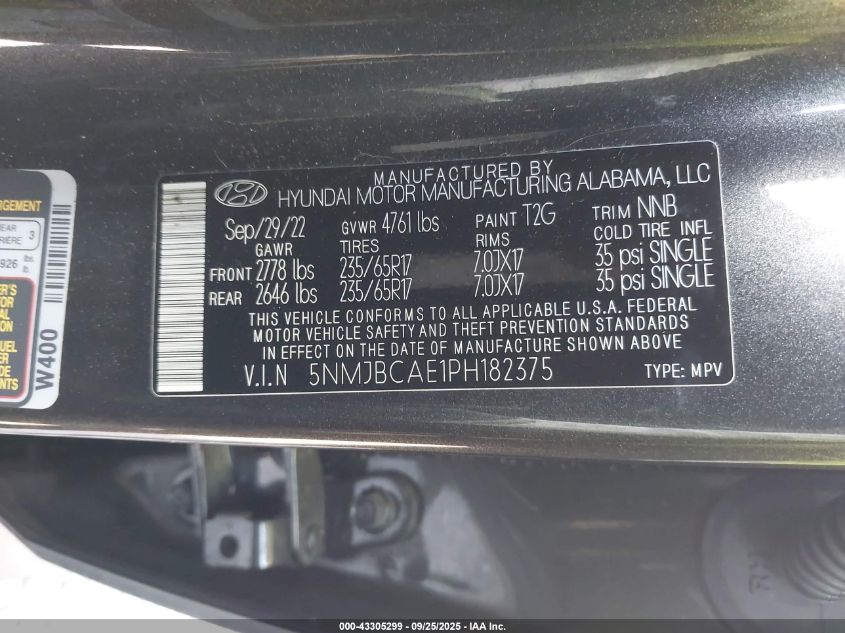 MANUFACTURED BY
HYUNDAI MOTOR MANUFACTURING ALABAMA, LLC
Sep/29/22 GVWR 4761 lbs PAINT T2G TRIM NNB
GAWR TIRES RIMS COLD TIRE INFL
FRONT 2778 lbs 235/65R17 7.0JX17 35 psi SINGLE
REAR 2646 lbs 235/65R17 7.0JX17 35 psi SINGLE
THIS VEHICLE CONFORMS TO ALL APPLICABLE U.S.A. FEDERAL
MOTOR VEHICLE SAFETY AND THEFT PREVENTION STANDARDS
IN EFFECT ON THE DATE OF MANUFACTURE SHOWN ABOVE.
V.I.N 5NMJBCAE1PH182375 TYPE: MPV
W400
3
926 lbs
RH
000-43305299 - 09/25/2025 - IAA Inc.